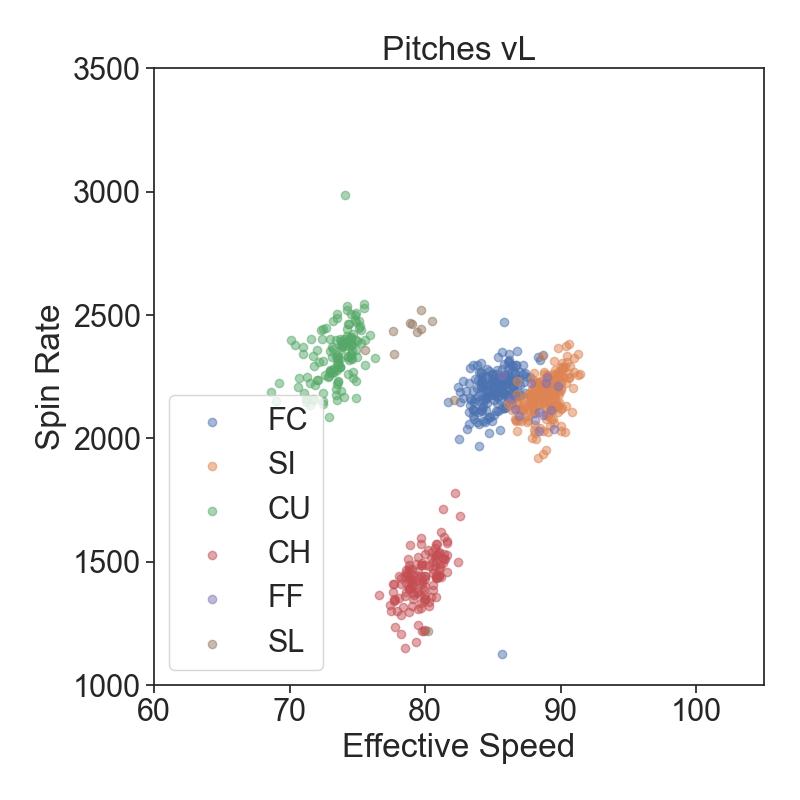 Pitches vL
3500
3000
2500
2000
1500
1000
Spin Rate
FC
SI
CU
CH
FF
SL
60 70 80 90 100
Effective Speed